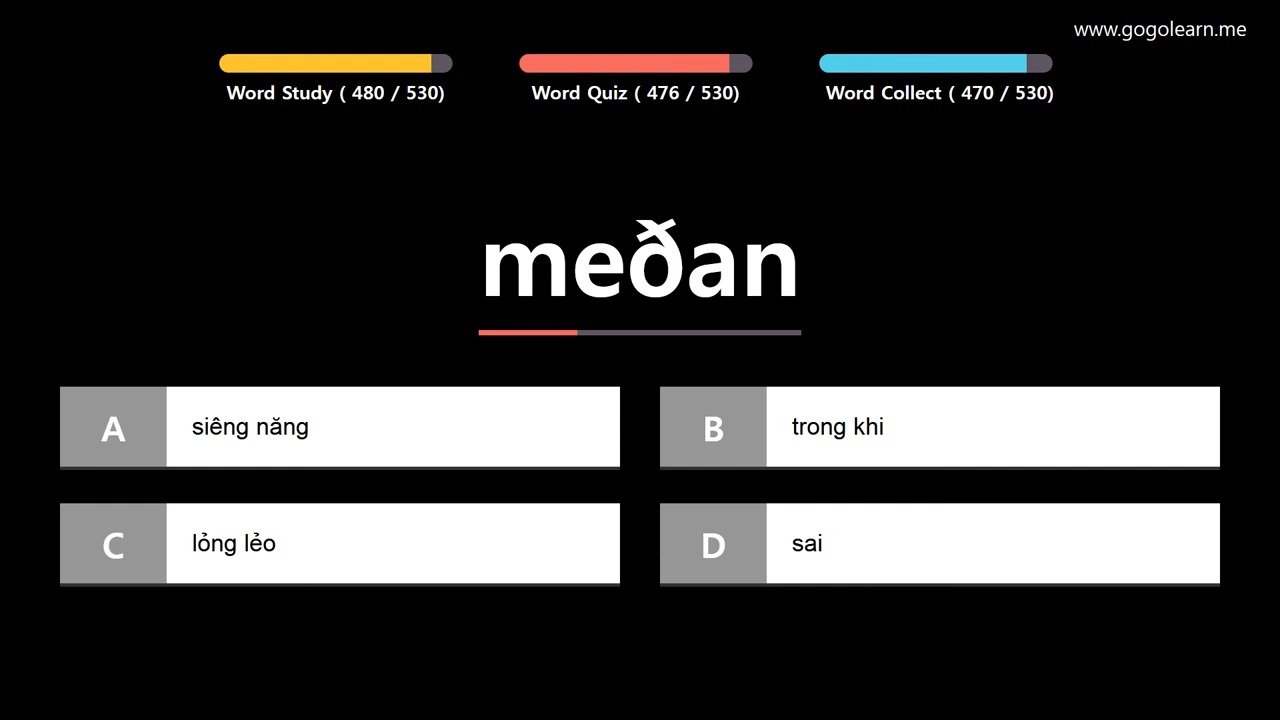 www.gogolearn.me
Word Study ( 480 / 530)
Word Quiz ( 476 / 530)
Word Collect ( 470 / 530)
meðan
A siêng năng
B trong khi
C lỏng lẻo
D sai